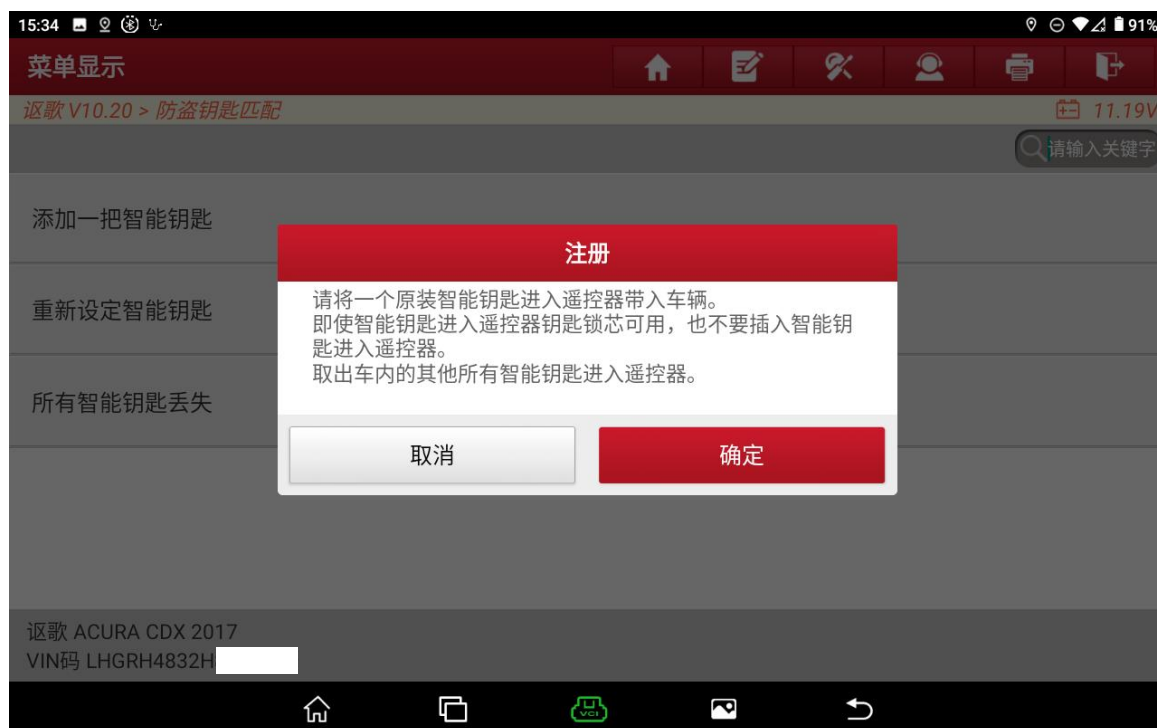 15:34
91%
菜单显示
讴歌 V10.20 > 防盗钥匙匹配
11.19V
请输入关键字
添加一把智能钥匙
重新设定智能钥匙
所有智能钥匙丢失
注册
请将一个原装智能钥匙进入遥控器带入车辆。
即使智能钥匙进入遥控器钥匙锁芯可用，也不要插入智能钥
匙进入遥控器。
取出车内的其他所有智能钥匙进入遥控器。
取消
确定
讴歌 ACURA CDX 2017
VIN码 LHGRH4832H
VCI